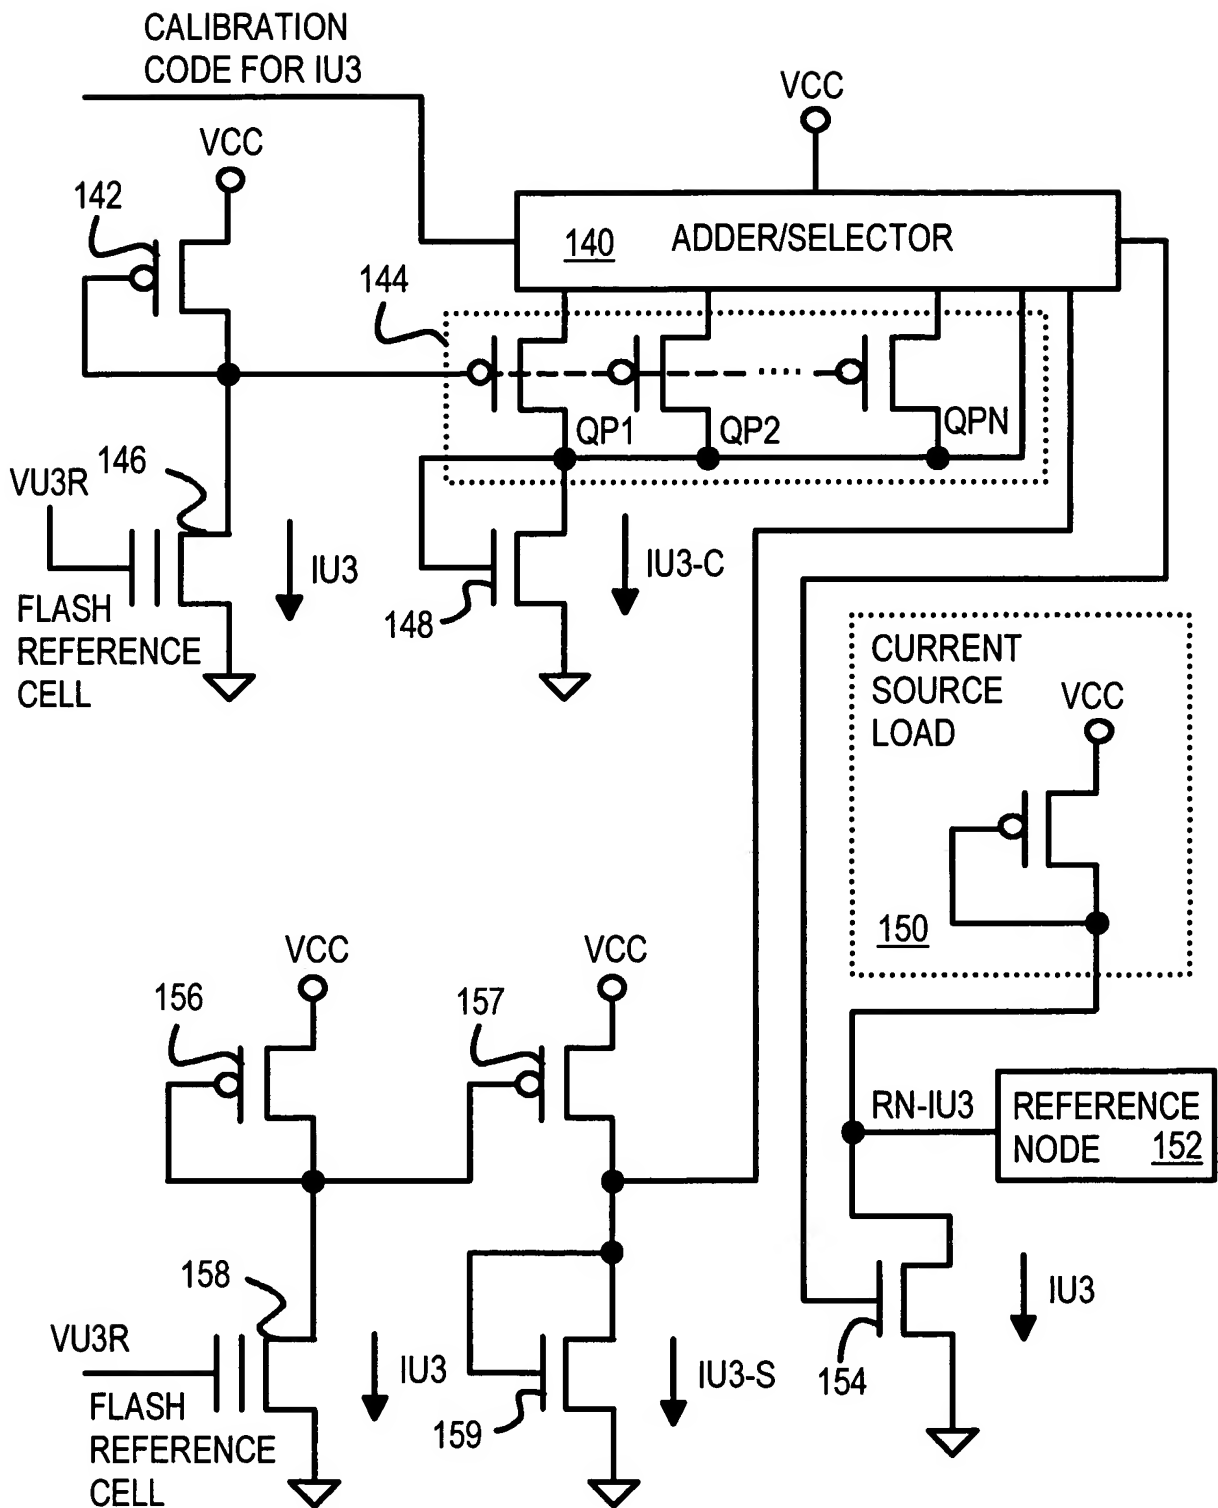 CALIBRATION
CODE FOR IU3
VCC
VCC
142
140 ADDER/SELECTOR
144
QP1
QP2
QPN
146
VU3R
IU3
IU3-C
FLASH
REFERENCE
CELL
148
CURRENT
SOURCE
LOAD
VCC
150
VCC
VCC
156
157
RN-IU3
REFERENCE
NODE 152
158
VU3R
IU3
IU3-S
IU3
154
FLASH
REFERENCE
CELL
159